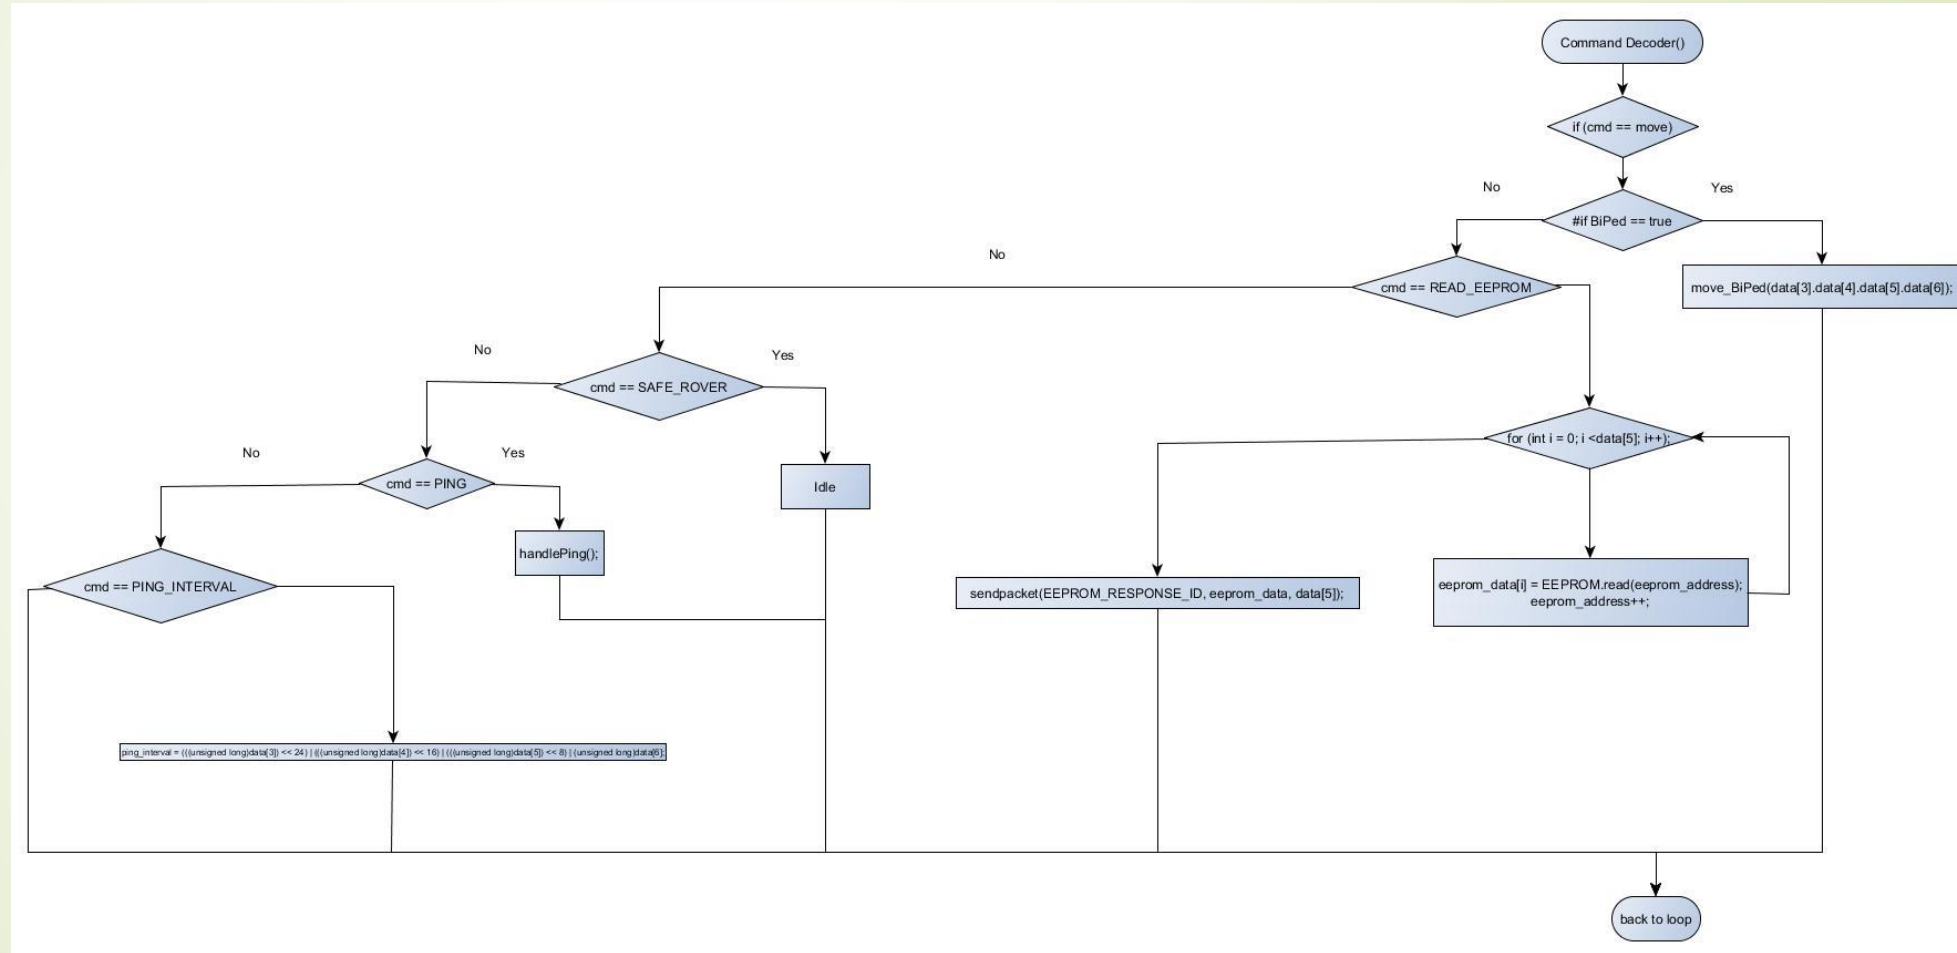 Command Decoder()
if (cmd == move)
No
Yes
#if BiPed == true
No
cmd == READ_EEPROM
move_BiPed(data[3].data[4].data[5].data[6]);
No
Yes
cmd == SAFE_ROVER
for (int i = 0; i <data[5]; i++);
No
Yes
cmd == PING
Idle
handlePing();
cmd == PING_INTERVAL
sendpacket(EEPROM_RESPONSE_ID, eeprom_data, data[5]);
eeprom_data[i] = EEPROM.read(eeprom_address);
eeprom_address++;
ping_interval = (((unsigned long)data[3]) << 24) | (((unsigned long)data[4]) << 16) | (((unsigned long)data[5]) << 8) | (unsigned long)data[6];
back to loop